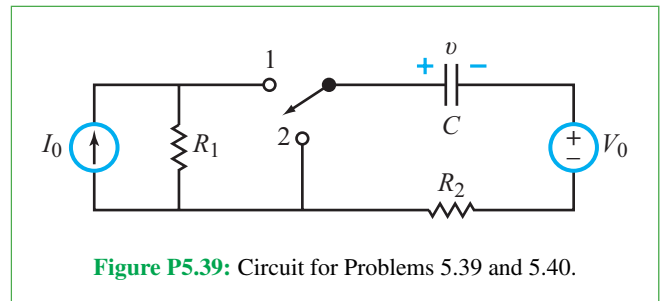 1
υ
+ −
I0
R1
2
C
+
−
V0
R2
Figure P5.39: Circuit for Problems 5.39 and 5.40.